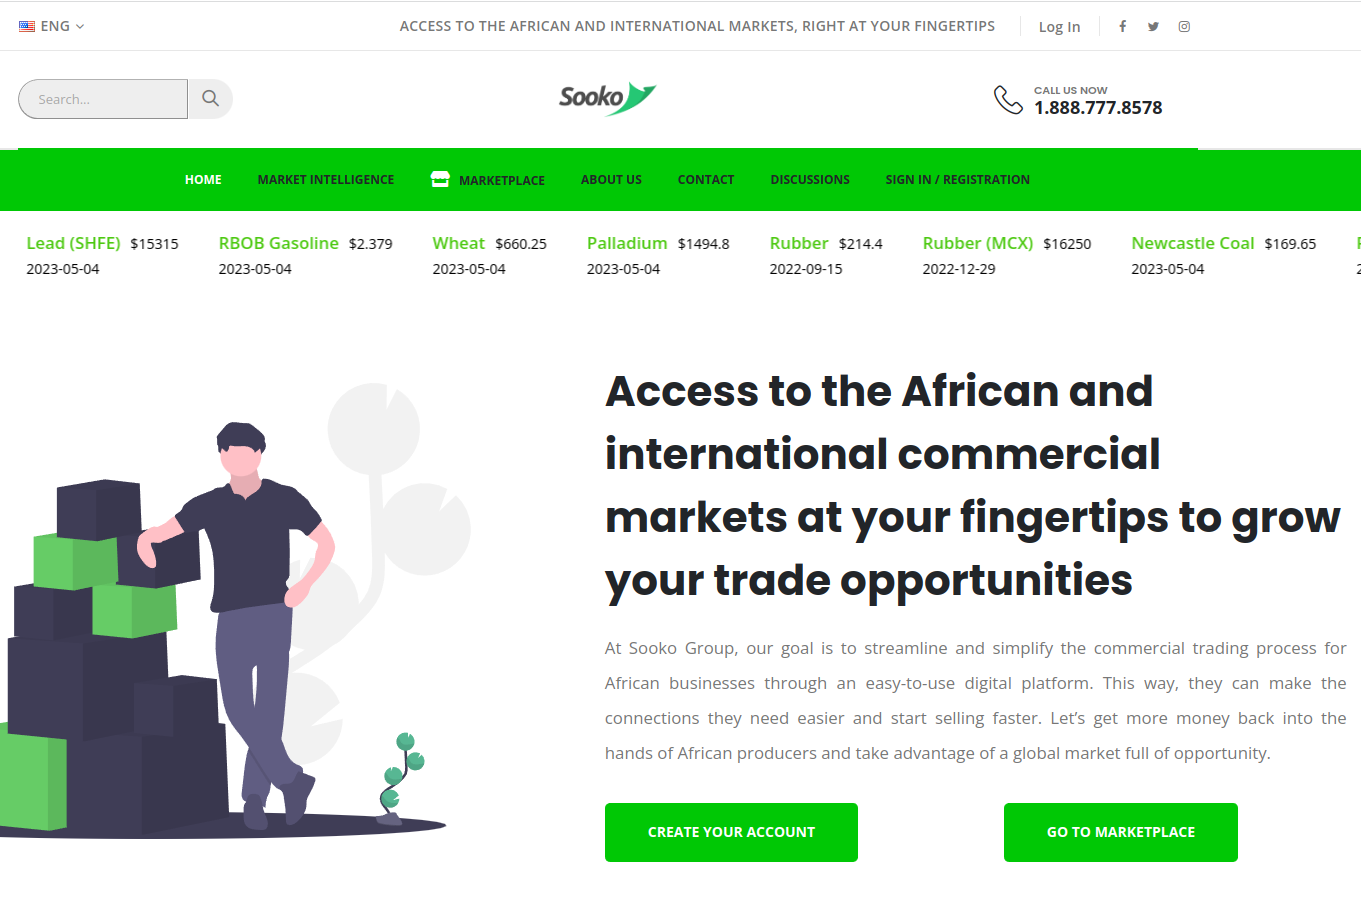 ENG
ACCESS TO THE AFRICAN AND INTERNATIONAL MARKETS, RIGHT AT YOUR FINGERTIPS
Log In
Search...
Sooko
CALL US NOW
1.888.777.8578
HOME
MARKET INTELLIGENCE
MARKETPLACE
ABOUT US
CONTACT
DISCUSSIONS
SIGN IN / REGISTRATION
Lead (SHFE) $15315
2023-05-04
RBOB Gasoline $2.379
2023-05-04
Wheat $660.25
2023-05-04
Palladium $1494.8
2023-05-04
Rubber $214.4
2022-09-15
Rubber (MCX) $16250
2022-12-29
Newcastle Coal $169.65
2023-05-04
Access to the African and
international commercial
markets at your fingertips to grow
your trade opportunities
At Sooko Group, our goal is to streamline and simplify the commercial trading process for
African businesses through an easy-to-use digital platform. This way, they can make the
connections they need easier and start selling faster. Let’s get more money back into the
hands of African producers and take advantage of a global market full of opportunity.
CREATE YOUR ACCOUNT
GO TO MARKETPLACE